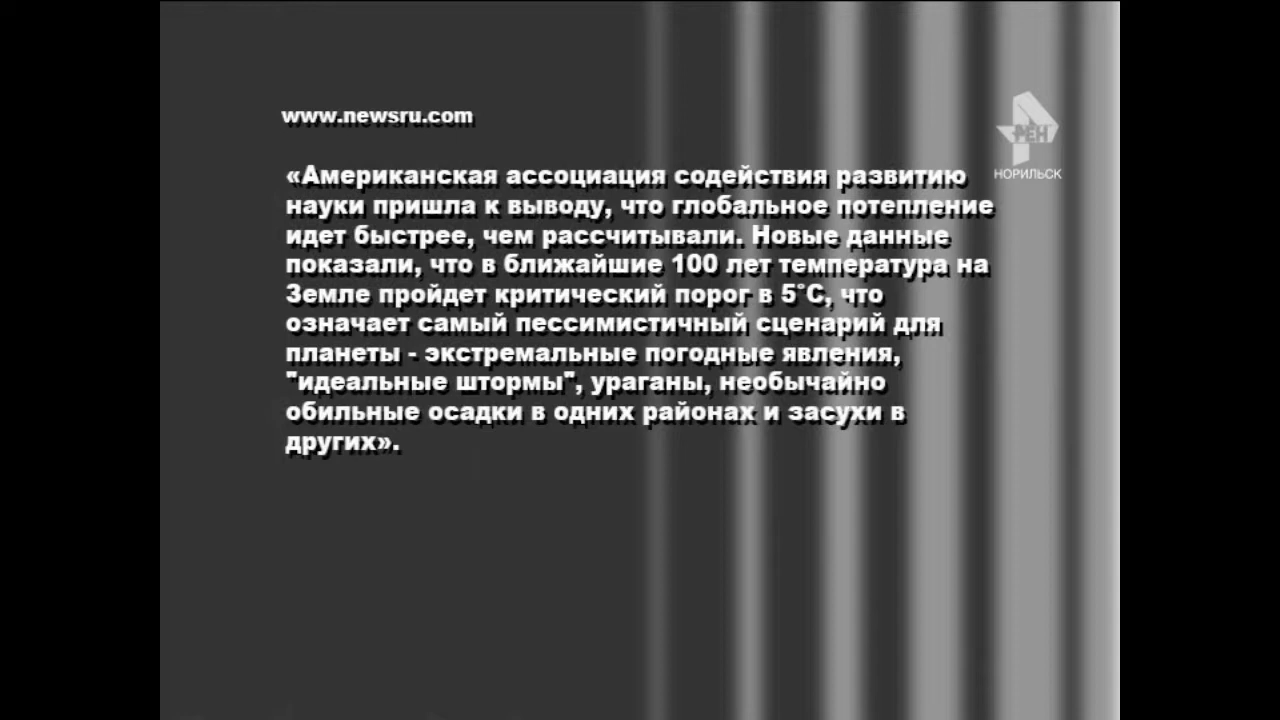 www.newsru.com
РЕН
НОРИЛЬСК
«Американская ассоциация содействия развитию
науки пришла к выводу, что глобальное потепление
идет быстрее, чем рассчитывали. Новые данные
показали, что в ближайшие 100 лет температура на
Земле пройдет критический порог в 5°C, что
означает самый пессимистичный сценарий для
планеты - экстремальные погодные явления,
"идеальные штормы", ураганы, необычайно
обильные осадки в одних районах и засухи в
других».